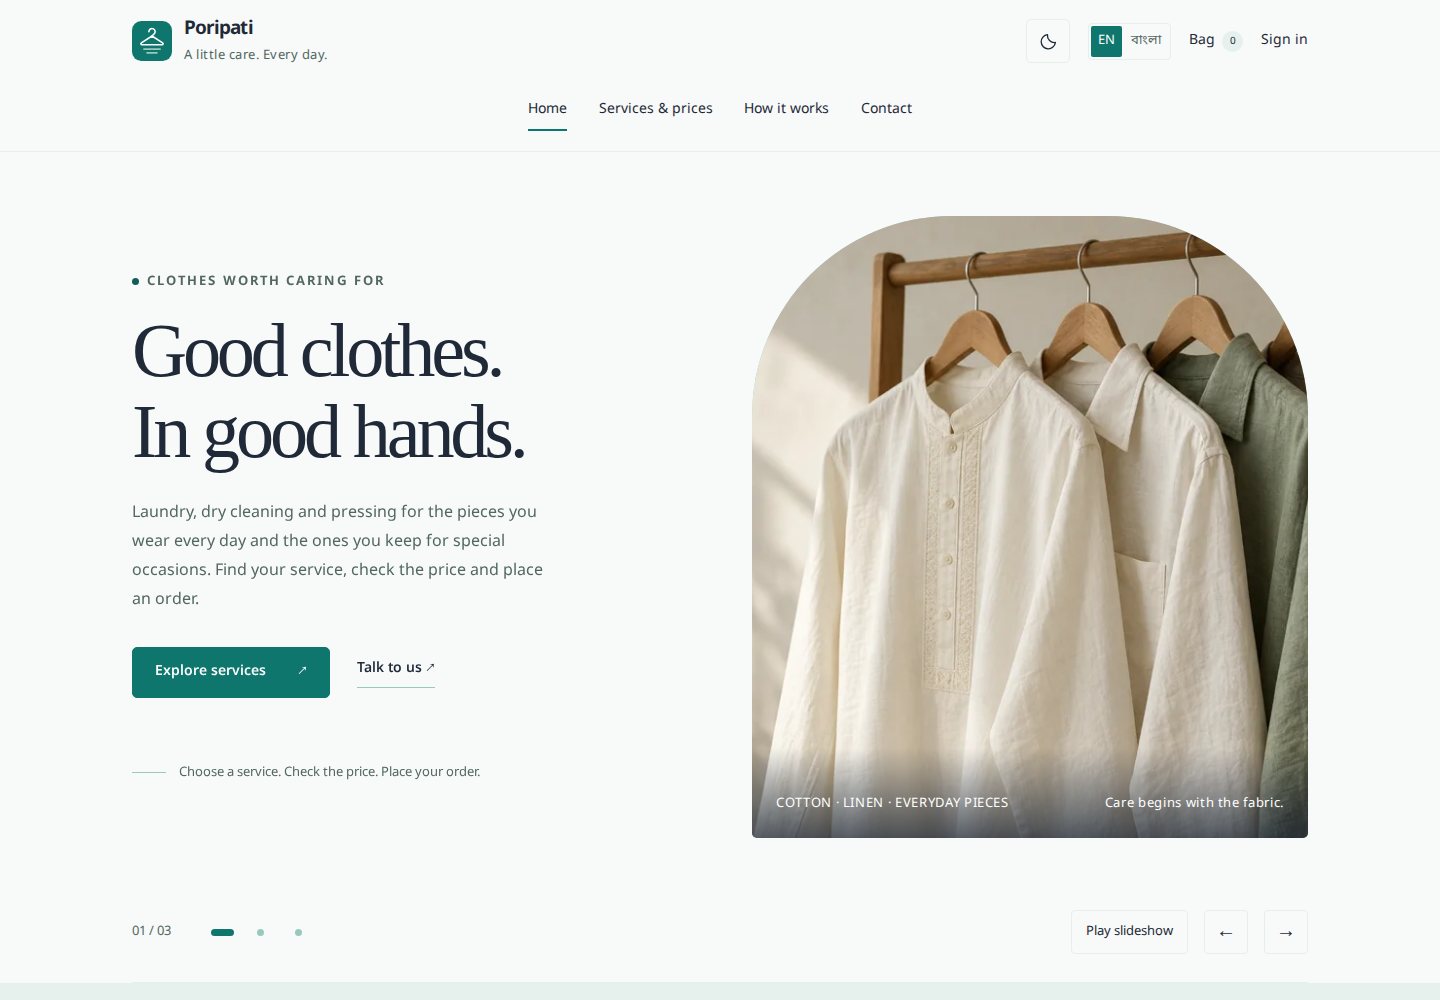 Poripati
A little care. Every day.
EN
বাংলা
Bag 0
Sign in
Home
Services & prices
How it works
Contact
CLOTHES WORTH CARING FOR
Good clothes.
In good hands.
Laundry, dry cleaning and pressing for the pieces you
wear every day and the ones you keep for special
occasions. Find your service, check the price and place
an order.
Explore services ↗
Talk to us ↗
Choose a service. Check the price. Place your order.
COTTON · LINEN · EVERYDAY PIECES
Care begins with the fabric.
01 / 03
Play slideshow
←
→